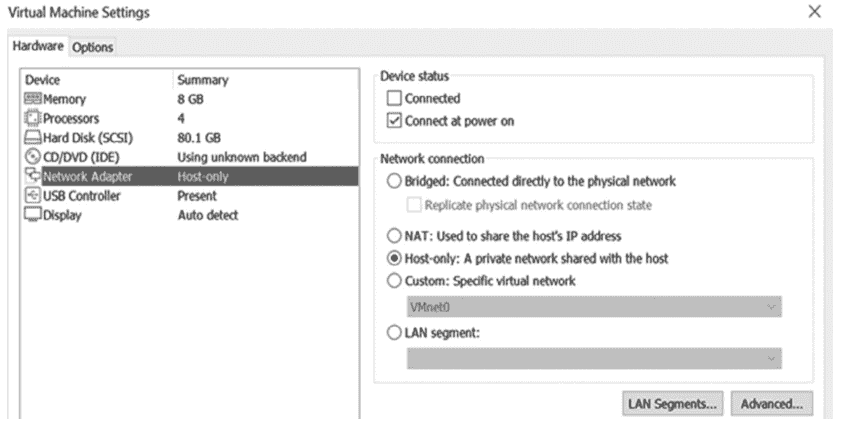 Virtual Machine Settings
Hardware Options
Device Summary
Memory 8 GB
Processors 4
Hard Disk (SCSI) 80.1 GB
CD/DVD (IDE) Using unknown backend
Network Adapter Host-only
USB Controller Present
Display Auto detect
Device status
Connected
Connect at power on
Network connection
Bridged: Connected directly to the physical network
Replicate physical network connection state
NAT: Used to share the host's IP address
Host-only: A private network shared with the host
Custom: Specific virtual network
VMnet0
LAN segment:
LAN Segments... Advanced...